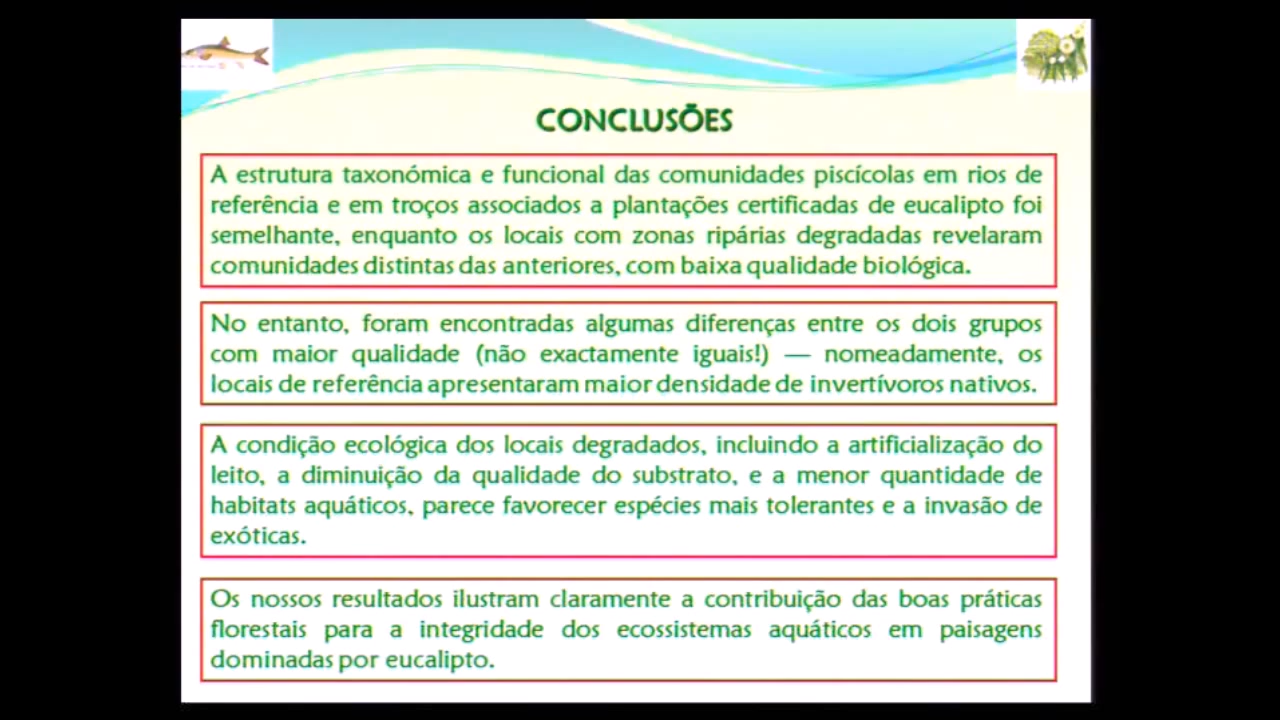 CONCLUSÕES
A estrutura taxonómica e funcional das comunidades piscícolas em rios de
referência e em troços associados a plantações certificadas de eucalipto foi
semelhante, enquanto os locais com zonas ripárias degradadas revelaram
comunidades distintas das anteriores, com baixa qualidade biológica.
No entanto, foram encontradas algumas diferenças entre os dois grupos
com maior qualidade (não exactamente iguais!) — nomeadamente, os
locais de referência apresentaram maior densidade de invertívoros nativos.
A condição ecológica dos locais degradados, incluindo a artificialização do
leito, a diminuição da qualidade do substrato, e a menor quantidade de
habitats aquáticos, parece favorecer espécies mais tolerantes e a invasão de
exóticas.
Os nossos resultados ilustram claramente a contribuição das boas práticas
florestais para a integridade dos ecossistemas aquáticos em paisagens
dominadas por eucalipto.